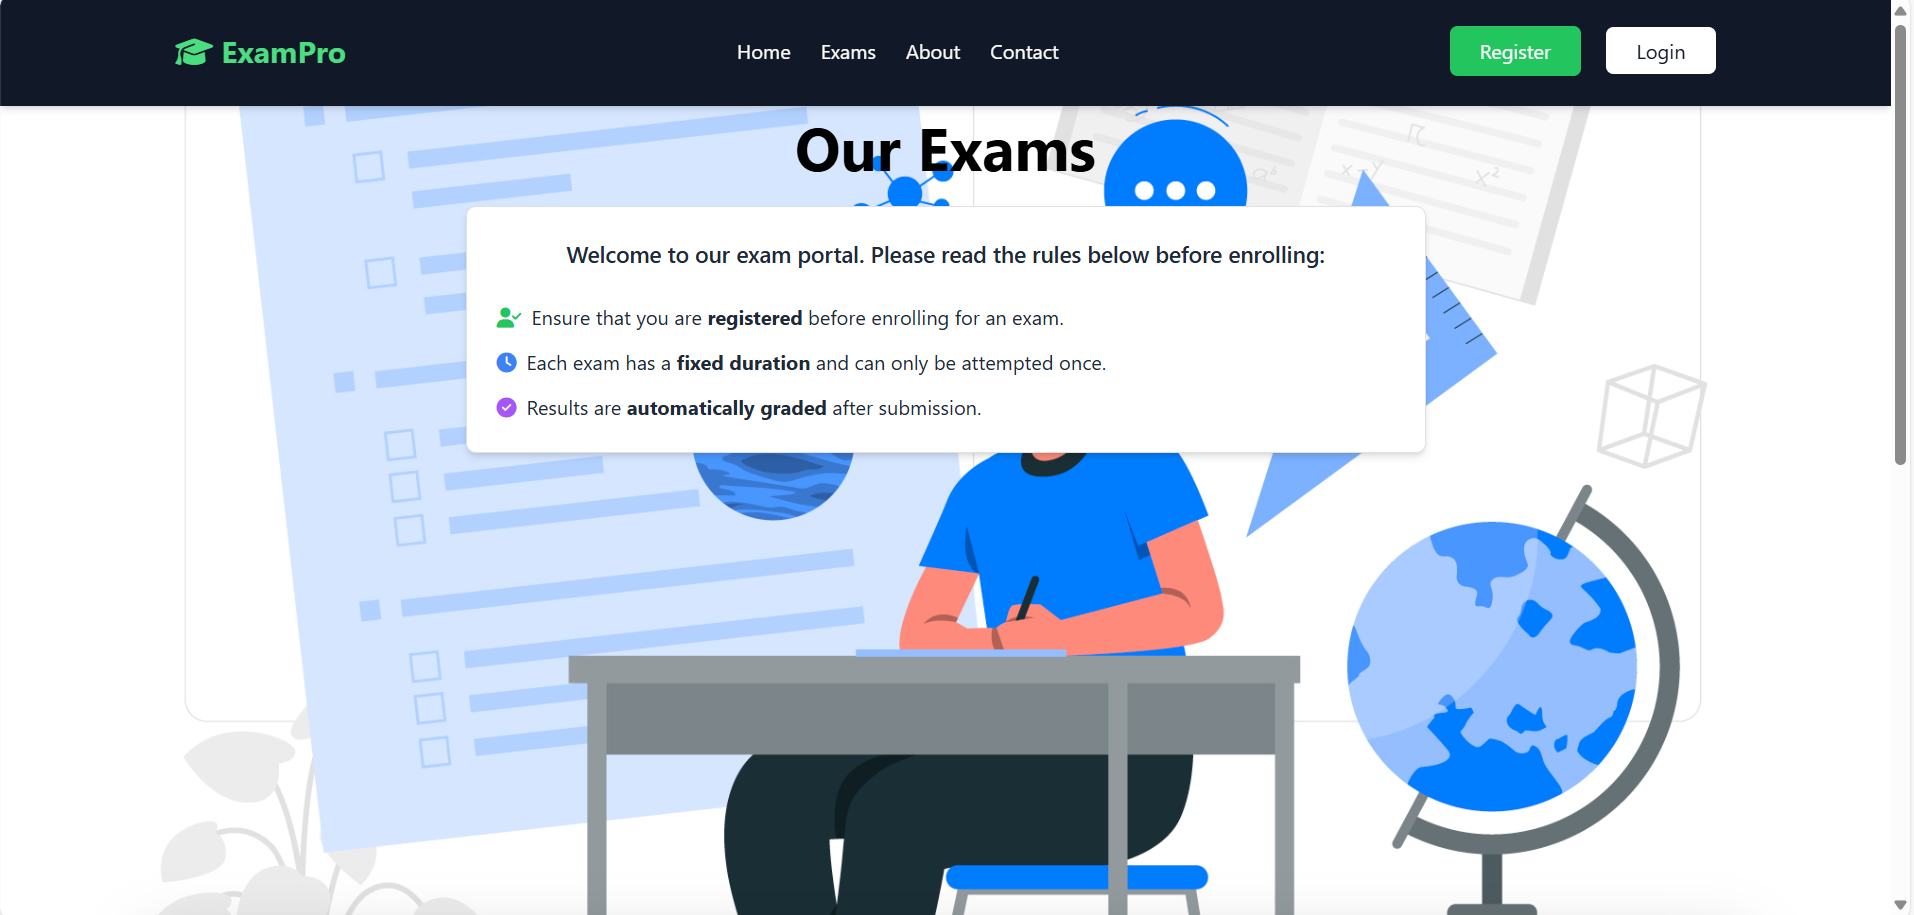 ExamPro
Home Exams About Contact
Register
Login
Our Exams
Welcome to our exam portal. Please read the rules below before enrolling:
Ensure that you are registered before enrolling for an exam.
Each exam has a fixed duration and can only be attempted once.
Results are automatically graded after submission.